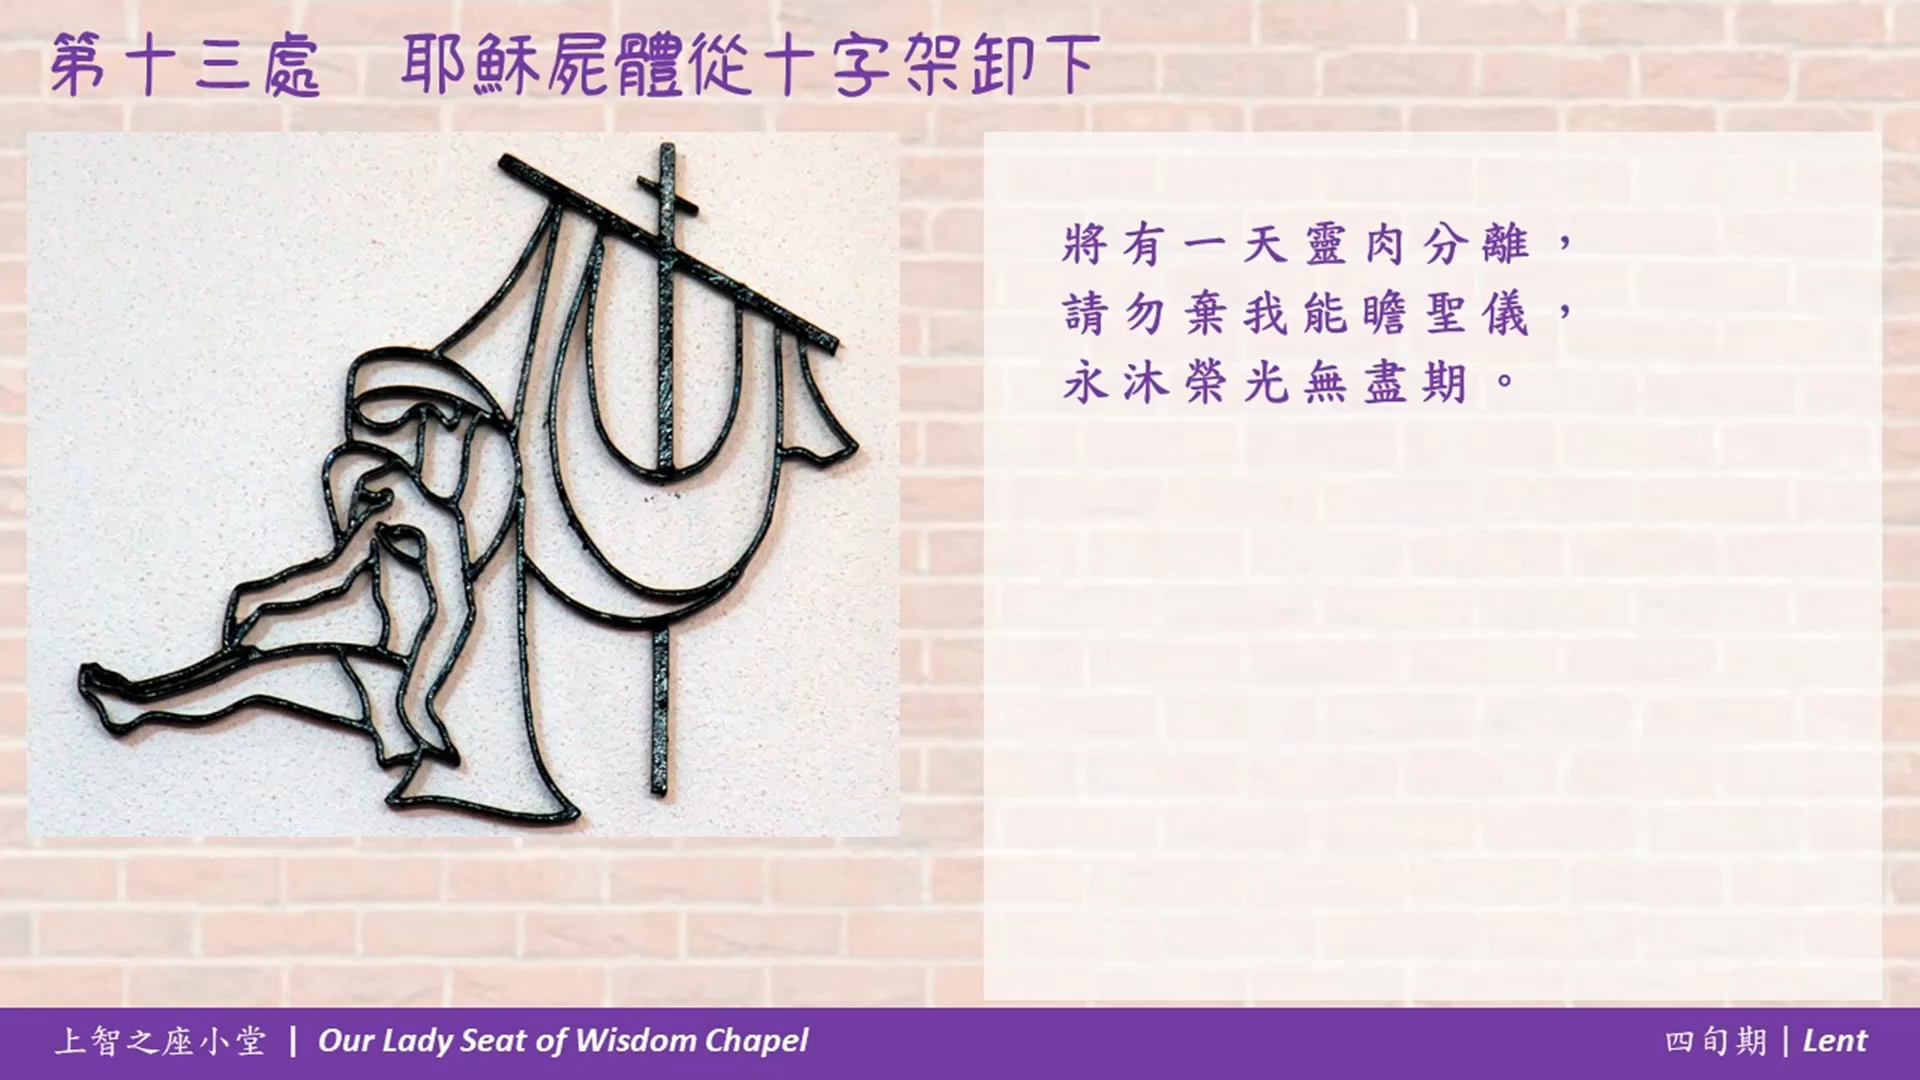 第十三處　耶穌屍體從十字架卸下
將有一天靈肉分離，
請勿棄我能瞻聖儀，
永沐榮光無盡期。
上智之座小堂 | Our Lady Seat of Wisdom Chapel
四旬期 | Lent